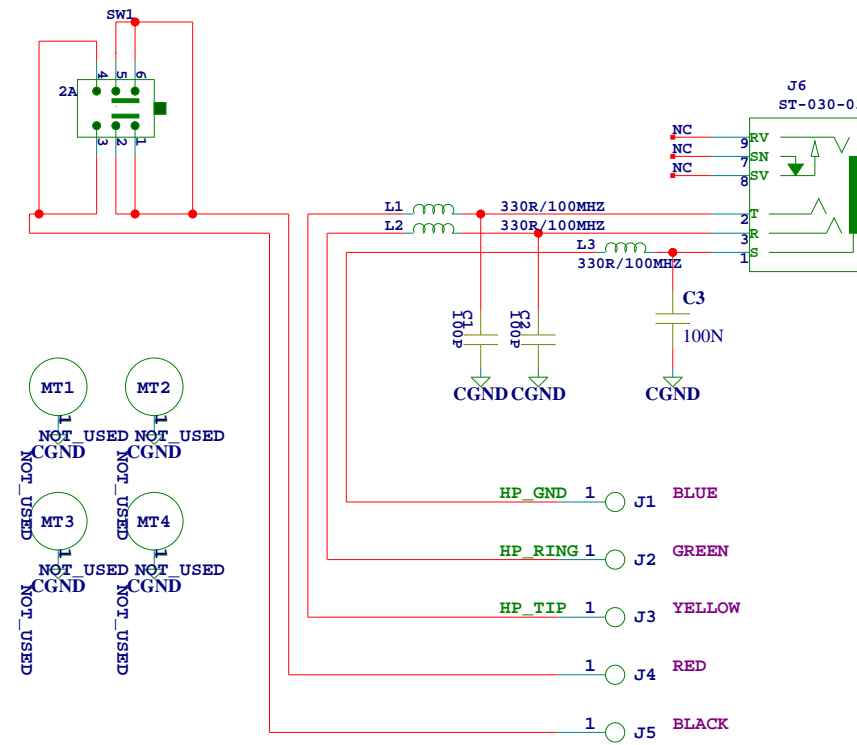 SW1
4 5 6
2A
3 2 1
J6
ST-030-0
NC 9 RV
NC 7 SN
NC 8 SV
L1 330R/100MHZ 2 T
L2 330R/100MHZ 3 R
L3 1 S
330R/100MHZ
C1
100P
C2
100P
C3
100N
CGND CGND CGND
MT1 MT2
1 1
NOT_USED NOT_USED
CGND CGND
NOT_USED NOT_USED
MT3 MT4
1 1
NOT_USED NOT_USED
CGND CGND
NOT_USED NOT_USED
HP_GND 1 J1 BLUE
HP_RING 1 J2 GREEN
HP_TIP 1 J3 YELLOW
1 J4 RED
1 J5 BLACK